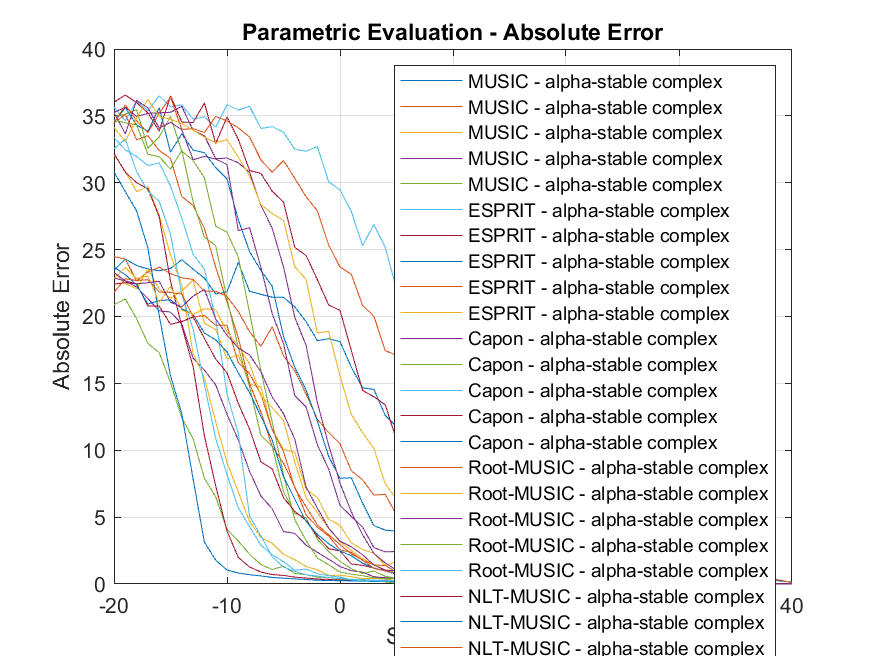 Parametric Evaluation - Absolute Error
40
35
30
25
20
15
10
5
0
Absolute Error
-20
-10
0
40
S
MUSIC - alpha-stable complex
MUSIC - alpha-stable complex
MUSIC - alpha-stable complex
MUSIC - alpha-stable complex
MUSIC - alpha-stable complex
ESPRIT - alpha-stable complex
ESPRIT - alpha-stable complex
ESPRIT - alpha-stable complex
ESPRIT - alpha-stable complex
ESPRIT - alpha-stable complex
Capon - alpha-stable complex
Capon - alpha-stable complex
Capon - alpha-stable complex
Capon - alpha-stable complex
Capon - alpha-stable complex
Root-MUSIC - alpha-stable complex
Root-MUSIC - alpha-stable complex
Root-MUSIC - alpha-stable complex
Root-MUSIC - alpha-stable complex
Root-MUSIC - alpha-stable complex
NLT-MUSIC - alpha-stable complex
NLT-MUSIC - alpha-stable complex
NLT-MUSIC - alpha-stable complex